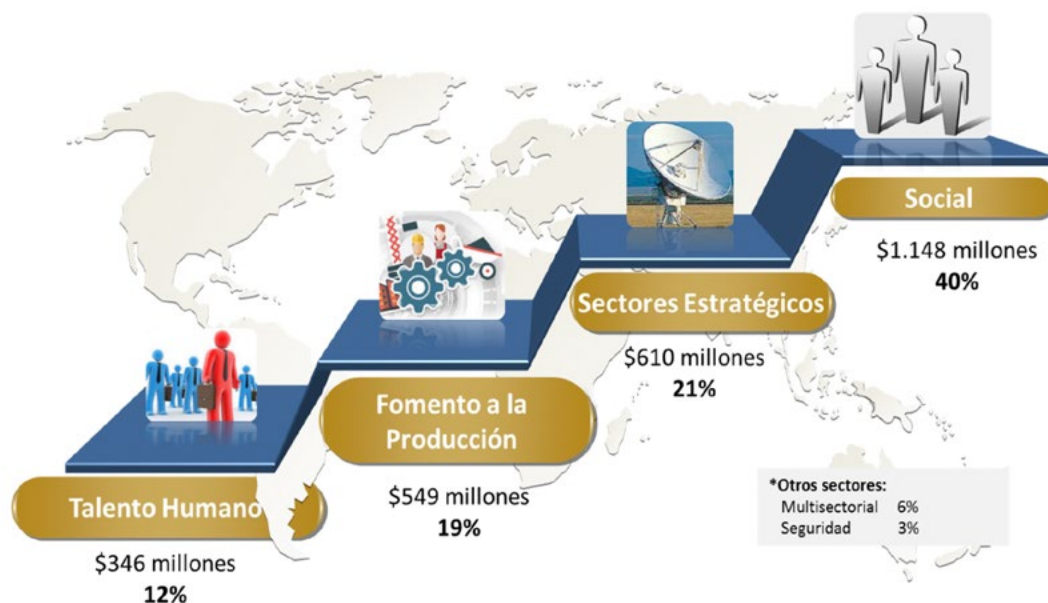 Social
$1.148 millones
40%
Sectores Estratégicos
$610 millones
21%
Fomento a la
Producción
$549 millones
19%
Talento Humano
$346 millones
12%
*Otros sectores:
Multisectorial 6%
Seguridad 3%